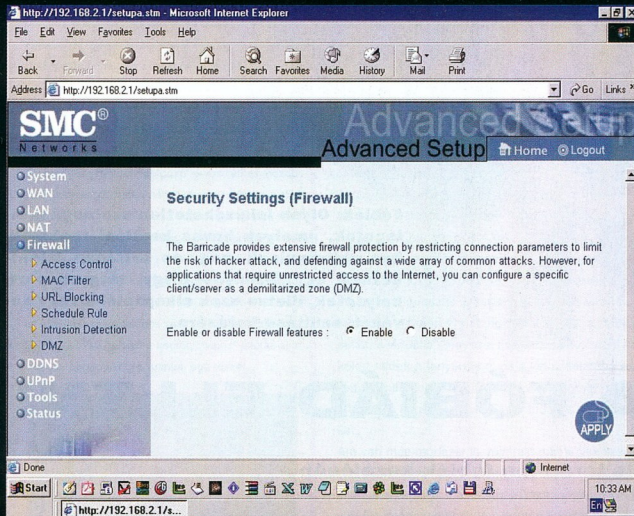 http://192.168.2.1/setupa.stm - Microsoft Internet Explorer
File Edit View Favorites Tools Help
Back Forward Stop Refresh Home Search Favorites Media History Mail Print
Address http://192.168.2.1/setupa.stm Go Links »
SMC®
Networks
Advanced Setup
Advanced Setup
Home Logout
System
WAN
LAN
NAT
Firewall
Access Control
MAC Filter
URL Blocking
Schedule Rule
Intrusion Detection
DMZ
DDNS
UPnP
Tools
Status
Security Settings (Firewall)
The Barricade provides extensive firewall protection by restricting connection parameters to limit
the risk of hacker attack, and defending against a wide array of common attacks. However, for
applications that require unrestricted access to the Internet, you can configure a specific
client/server as a demilitarized zone (DMZ).
Enable or disable Firewall features : Enable Disable
APPLY
Done Internet
Start 10:33 AM
http://192.168.2.1/s... En